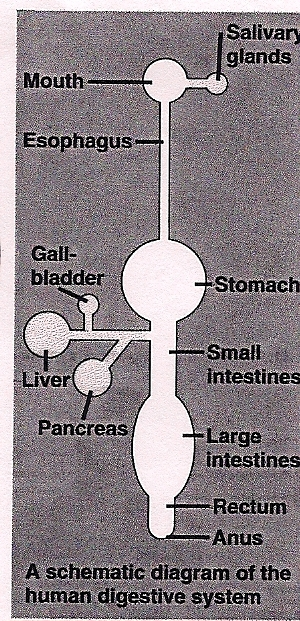 Salivary
glands
Mouth
Esophagus
Gall-
bladder
Stomach
Small
intestines
Liver
Pancreas
Large
intestines
Rectum
Anus
A schematic diagram of the
human digestive system